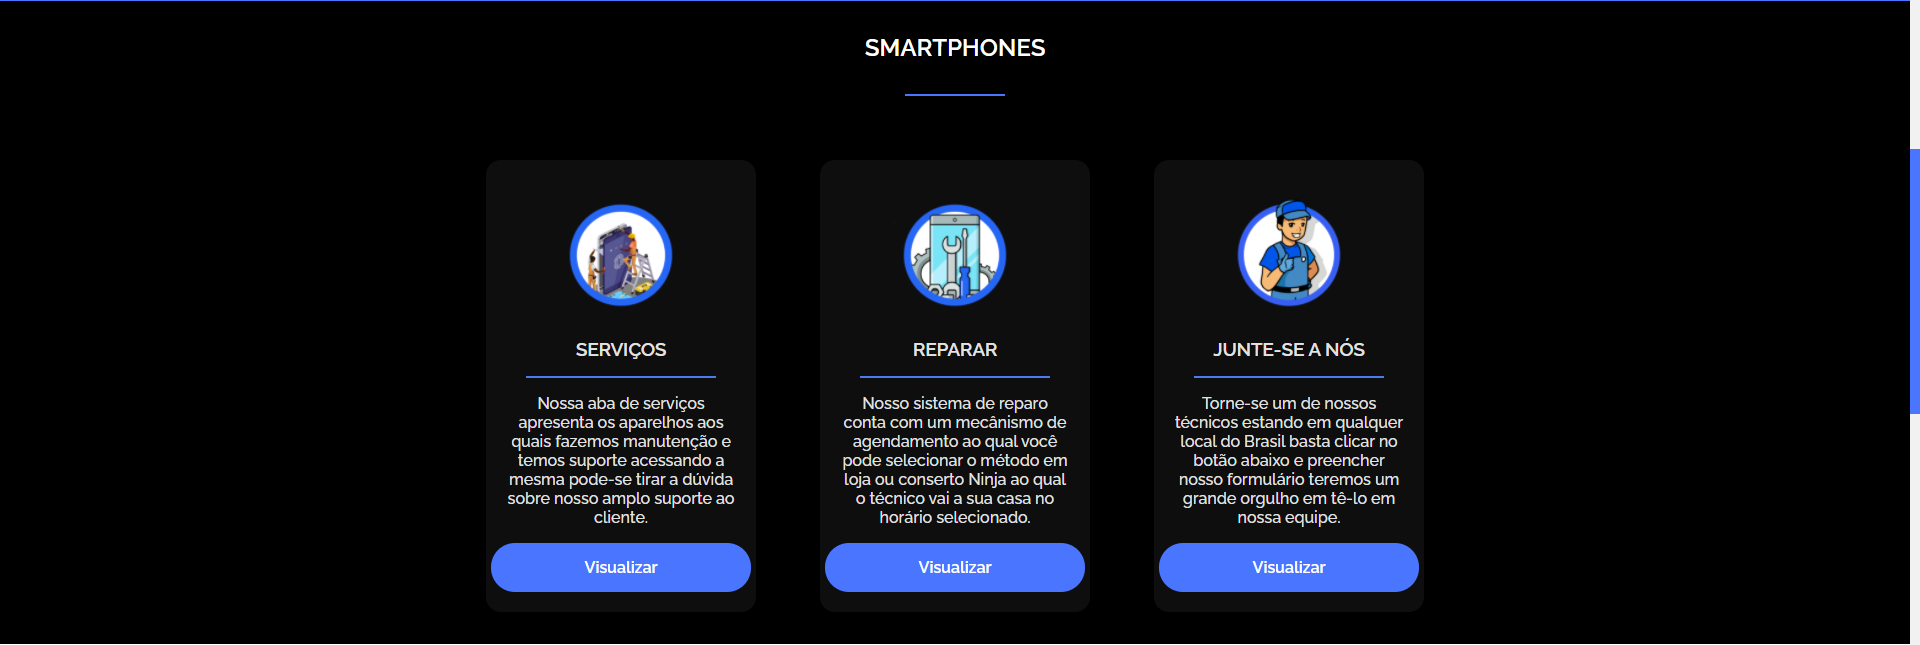 SMARTPHONES
SERVIÇOS
Nossa aba de serviços
apresenta os aparelhos aos
quais fazemos manutenção e
temos suporte acessando a
mesma pode-se tirar a dúvida
sobre nosso amplo suporte ao
cliente.
Visualizar
REPARAR
Nosso sistema de reparo
conta com um mecânismo de
agendamento ao qual você
pode selecionar o método em
loja ou conserto Ninja ao qual
o técnico vai a sua casa no
horário selecionado.
Visualizar
JUNTE-SE A NÓS
Torne-se um de nossos
técnicos estando em qualquer
local do Brasil basta clicar no
botão abaixo e preencher
nosso formulário teremos um
grande orgulho em tê-lo em
nossa equipe.
Visualizar